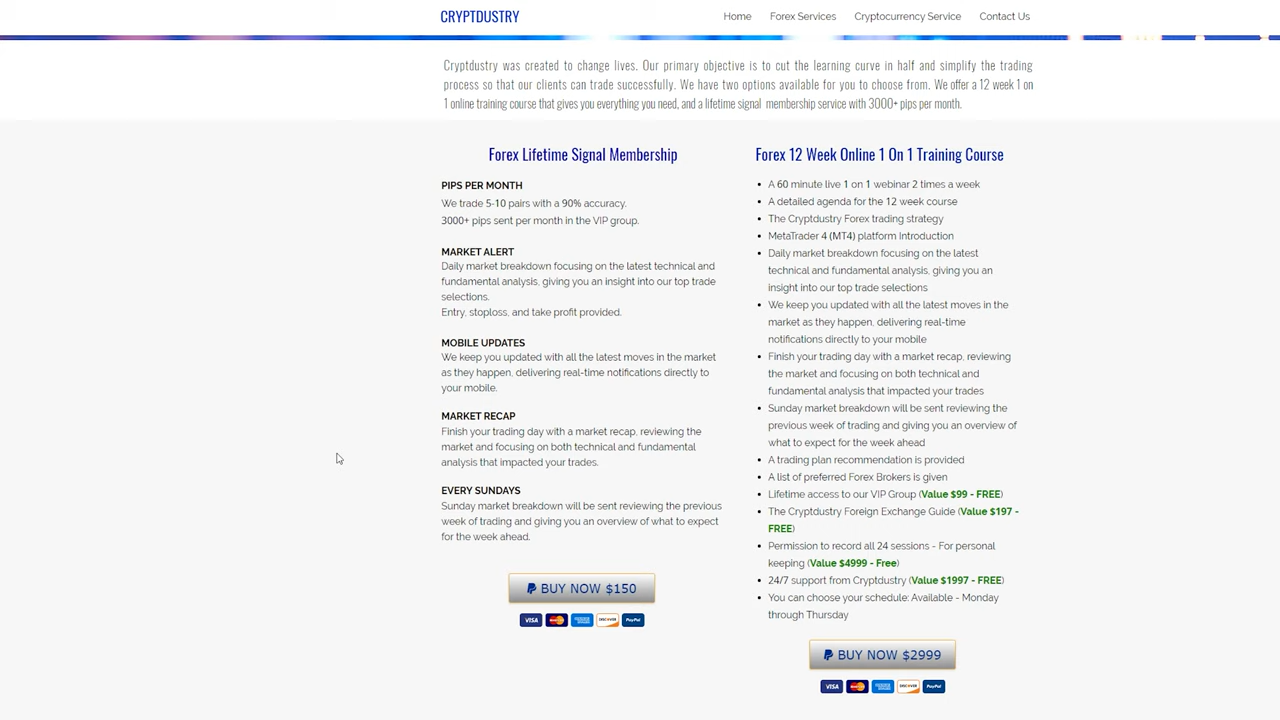 CRYPTDUSTRY
Home
Forex Services
Cryptocurrency Service
Contact Us
Cryptdustry was created to change lives. Our primary objective is to cut the learning curve in half and simplify the trading
process so that our clients can trade successfully. We have two options available for you to choose from. We offer a 12 week 1 on
1 online training course that gives you everything you need, and a lifetime signal membership service with 3000+ pips per month.
Forex Lifetime Signal Membership
PIPS PER MONTH
We trade 5-10 pairs with a 90% accuracy.
3000+ pips sent per month in the VIP group.
MARKET ALERT
Daily market breakdown focusing on the latest technical and
fundamental analysis, giving you an insight into our top trade
selections.
Entry, stoploss, and take profit provided.
MOBILE UPDATES
We keep you updated with all the latest moves in the market
as they happen, delivering real-time notifications directly to
your mobile.
MARKET RECAP
Finish your trading day with a market recap, reviewing the
market and focusing on both technical and fundamental
analysis that impacted your trades.
EVERY SUNDAYS
Sunday market breakdown will be sent reviewing the previous
week of trading and giving you an overview of what to expect
for the week ahead.
BUY NOW $150
VISA MasterCard AMERICAN EXPRESS DISCOVER PayPal
Forex 12 Week Online 1 On 1 Training Course
• A 60 minute live 1 on 1 webinar 2 times a week
• A detailed agenda for the 12 week course
• The Cryptdustry Forex trading strategy
• MetaTrader 4 (MT4) platform Introduction
• Daily market breakdown focusing on the latest
technical and fundamental analysis, giving you an
insight into our top trade selections
• We keep you updated with all the latest moves in the
market as they happen, delivering real-time
notifications directly to your mobile
• Finish your trading day with a market recap, reviewing
the market and focusing on both technical and
fundamental analysis that impacted your trades
• Sunday market breakdown will be sent reviewing the
previous week of trading and giving you an overview of
what to expect for the week ahead
• A trading plan recommendation is provided
• A list of preferred Forex Brokers is given
• Lifetime access to our VIP Group (Value $99 - FREE)
• The Cryptdustry Foreign Exchange Guide (Value $197 -
FREE)
• Permission to record all 24 sessions - For personal
keeping (Value $4999 - Free)
• 24/7 support from Cryptdustry (Value $1997 - FREE)
• You can choose your schedule: Available - Monday
through Thursday
BUY NOW $2999
VISA MasterCard AMERICAN EXPRESS DISCOVER PayPal